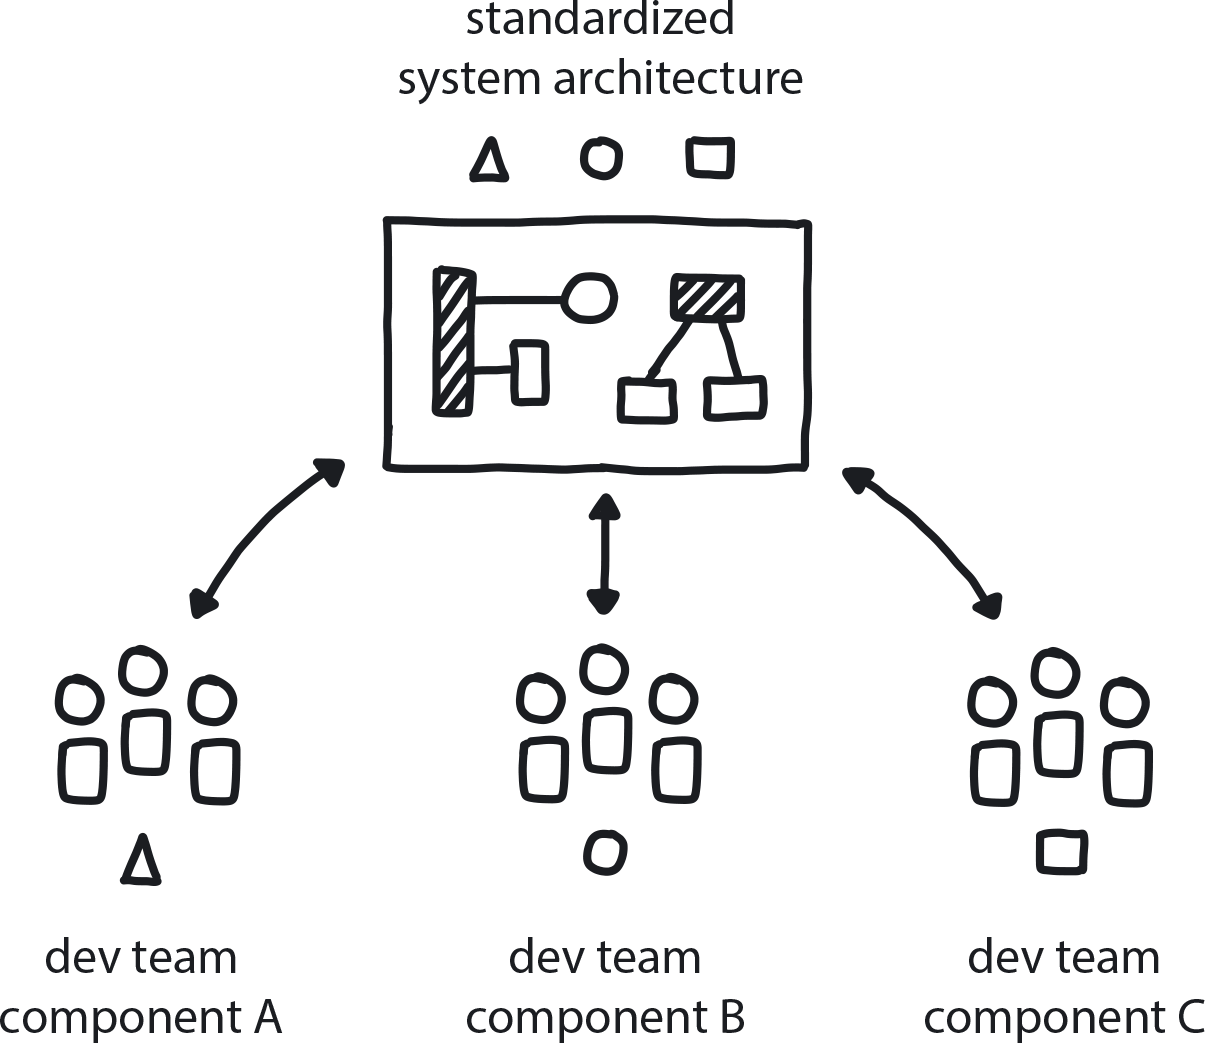 standardized
system architecture
dev team
component A
dev team
component B
dev team
component C